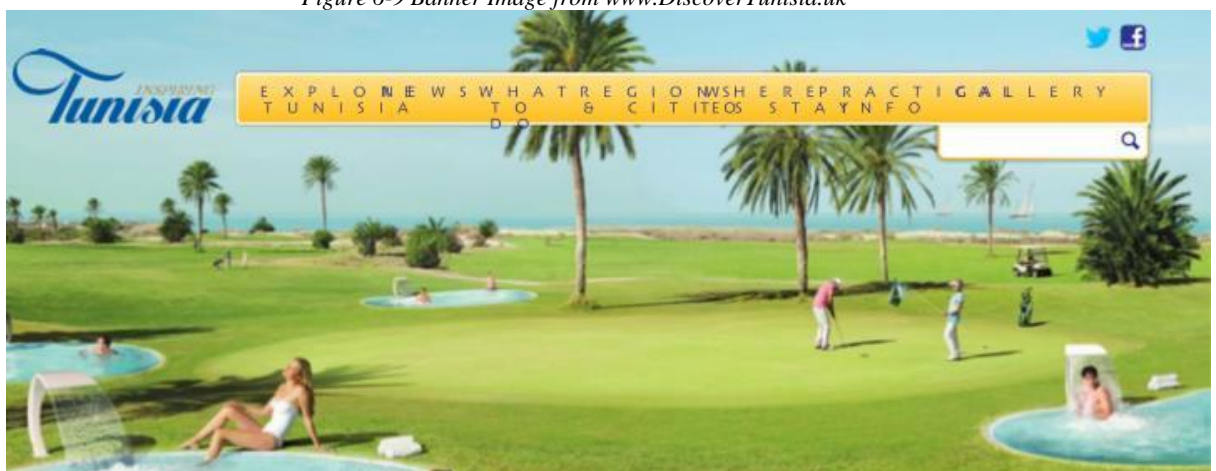 Figure 6-9 Banner Image from www.DiscoverTunisia.uk
INSPIRING
Tunisia
EXPLORE TUNISIA
NEWS
WHAT TO DO
REGIONS & CITIES
WHERE TO STAY
PRACTICAL INFO
GALLERY